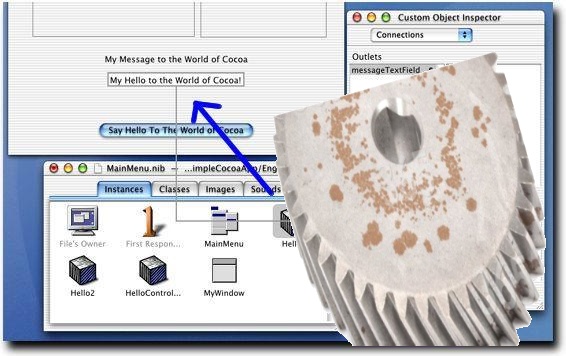 Custom Object Inspector
Connections
Outlets
messageTextField
My Message to the World of Cocoa
My Hello to the World of Cocoa!
Say Hello To The World of Cocoa
MainMenu.nib — ...impleCocoaApp/Eng
Instances
Classes
Images
Sounds
File's Owner
First Respon...
MainMenu
Hello2
HelloControl...
MyWindow